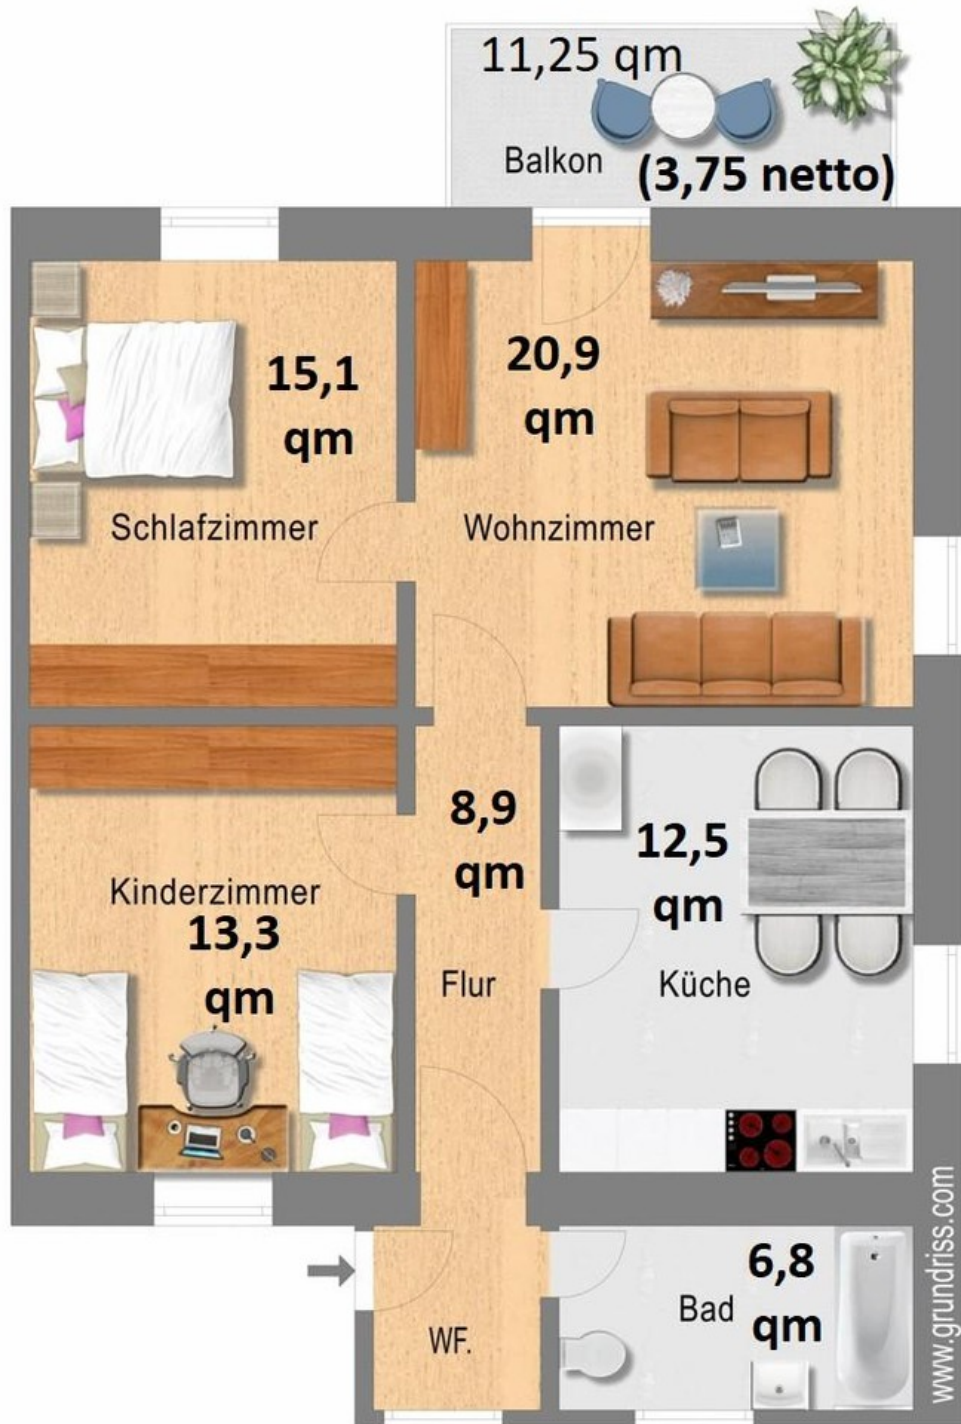 11,25 qm
Balkon
(3,75 netto)
15,1
qm
Schlafzimmer
20,9
qm
Wohnzimmer
Kinderzimmer
13,3
qm
8,9
qm
Flur
12,5
qm
Küche
WF.
6,8
qm
Bad
www.grundriss.com